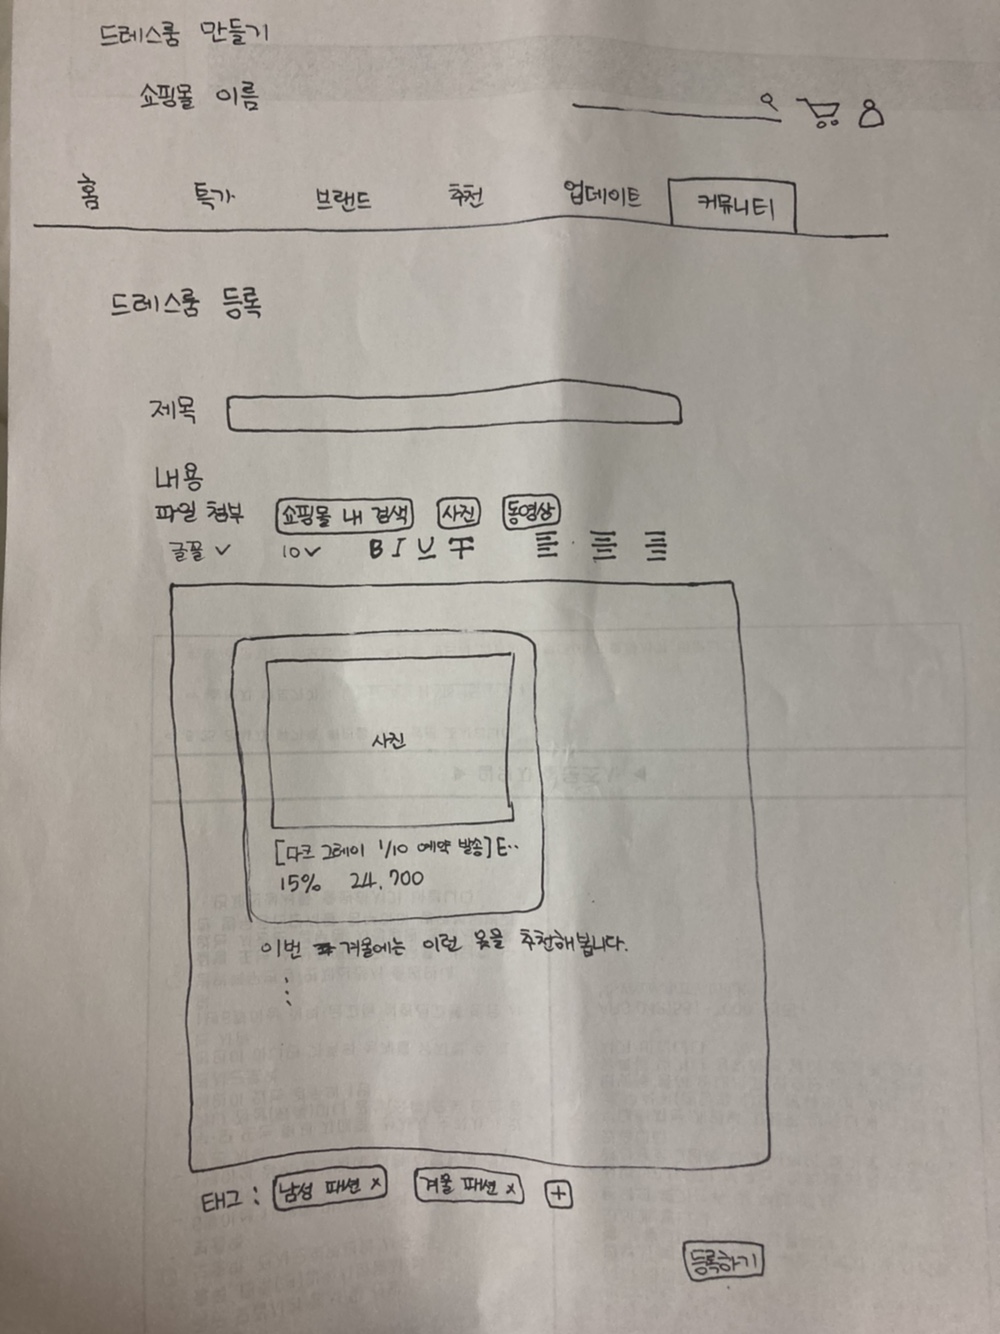 드레스룸 만들기
쇼핑몰 이름
홈 특가 브랜드 추천 업데이트 커뮤니티
드레스룸 등록
제목
내용
파일 첨부 쇼핑몰 내 검색 사진 동영상
글꼴 10 B I U T
사진
[다크 그레이 1/10 예약 발송] E..
15% 24,700
이번 겨울에는 이런 옷을 추천해봅니다.
태그 : 남성 패션 x 겨울 패션 x +
등록하기